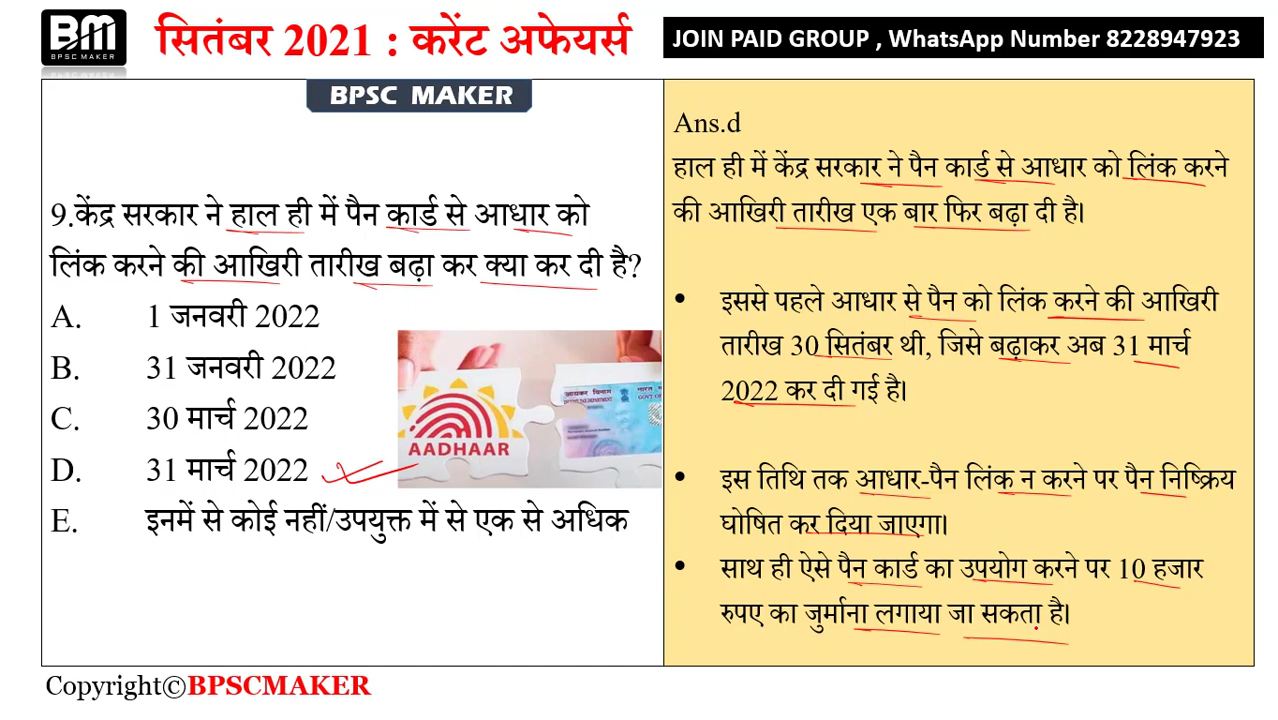 BM
BPSC MAKER
सितंबर 2021 : करेंट अफेयर्स
JOIN PAID GROUP , WhatsApp Number 8228947923
BPSC MAKER
9.केंद्र सरकार ने हाल ही में पैन कार्ड से आधार को
लिंक करने की आखिरी तारीख बढ़ा कर क्या कर दी है?
A. 1 जनवरी 2022
B. 31 जनवरी 2022
C. 30 मार्च 2022
D. 31 मार्च 2022
E. इनमें से कोई नहीं/उपयुक्त में से एक से अधिक
AADHAAR
आयकर विभाग
Ans.d
हाल ही में केंद्र सरकार ने पैन कार्ड से आधार को लिंक करने
की आखिरी तारीख एक बार फिर बढ़ा दी है।
• इससे पहले आधार से पैन को लिंक करने की आखिरी
तारीख 30 सितंबर थी, जिसे बढ़ाकर अब 31 मार्च
2022 कर दी गई है।
• इस तिथि तक आधार-पैन लिंक न करने पर पैन निष्क्रिय
घोषित कर दिया जाएगा।
• साथ ही ऐसे पैन कार्ड का उपयोग करने पर 10 हजार
रुपए का जुर्माना लगाया जा सकता है।
Copyright©BPSCMAKER